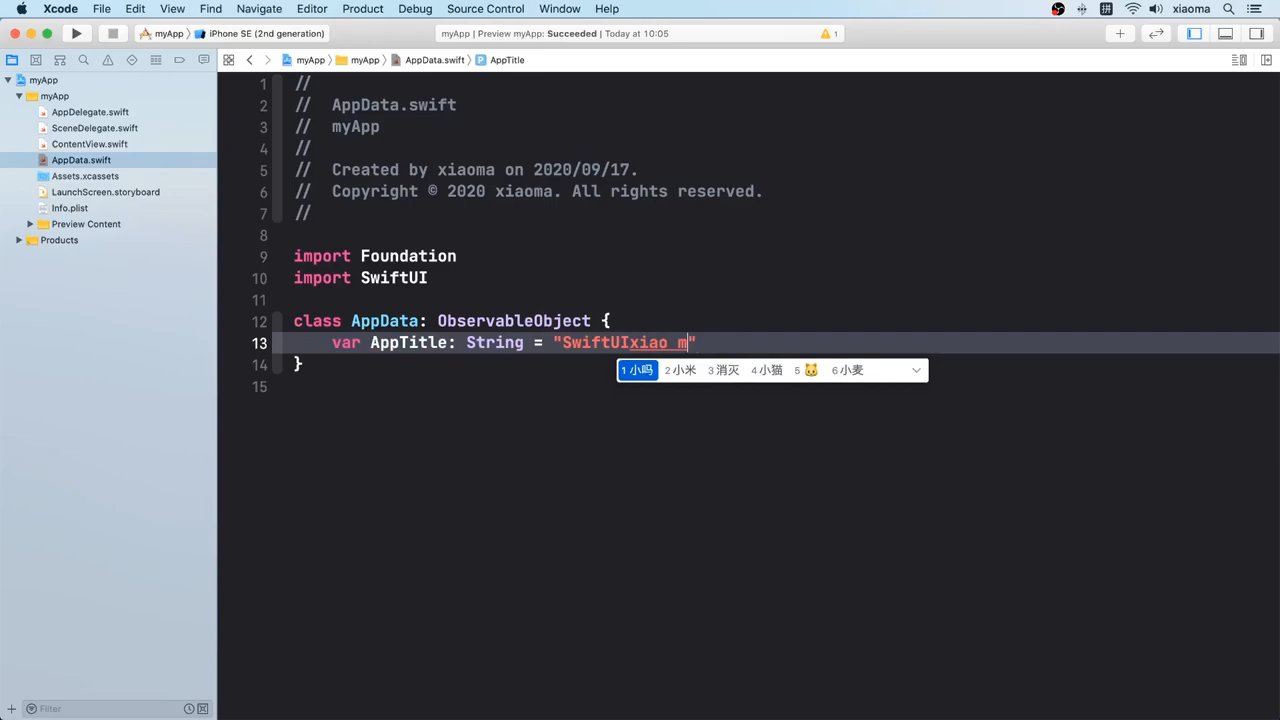 Xcode File Edit View Find Navigate Editor Product Debug Source Control Window Help 拼 xiaoma
myApp iPhone SE (2nd generation) myApp | Preview myApp: Succeeded | Today at 10:05 1
myApp myApp AppData.swift P AppTitle
myApp
myApp
AppDelegate.swift
SceneDelegate.swift
ContentView.swift
AppData.swift
Assets.xcassets
LaunchScreen.storyboard
Info.plist
Preview Content
Products
1 //
2 // AppData.swift
3 // myApp
4 //
5 // Created by xiaoma on 2020/09/17.
6 // Copyright © 2020 xiaoma. All rights reserved.
7 //
8
9 import Foundation
10 import SwiftUI
11
12 class AppData: ObservableObject {
13 var AppTitle: String = "SwiftUIxiao m"
1 小吗 2 小米 3 消灭 4 小猫 5 🐱 6 小麦
14 }
15
Filter